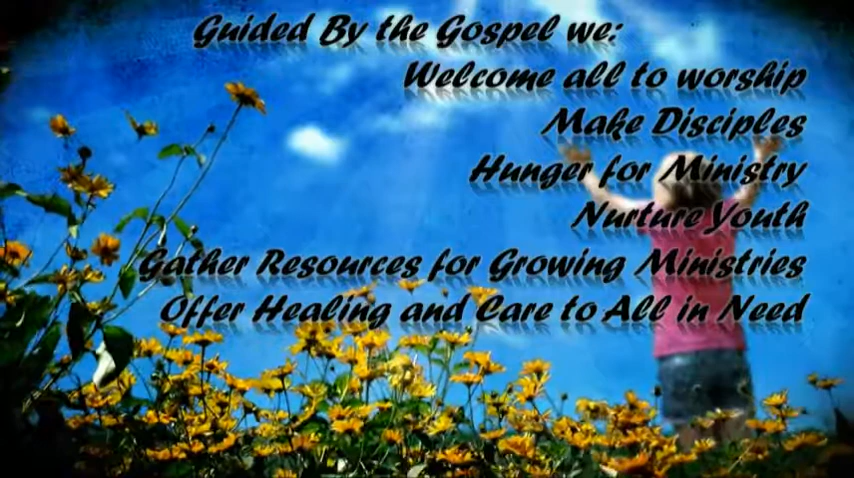 Guided By the Gospel we:
Welcome all to worship
Make Disciples
Hunger for Ministry
Nurture Youth
Gather Resources for Growing Ministries
Offer Healing and Care to All in Need